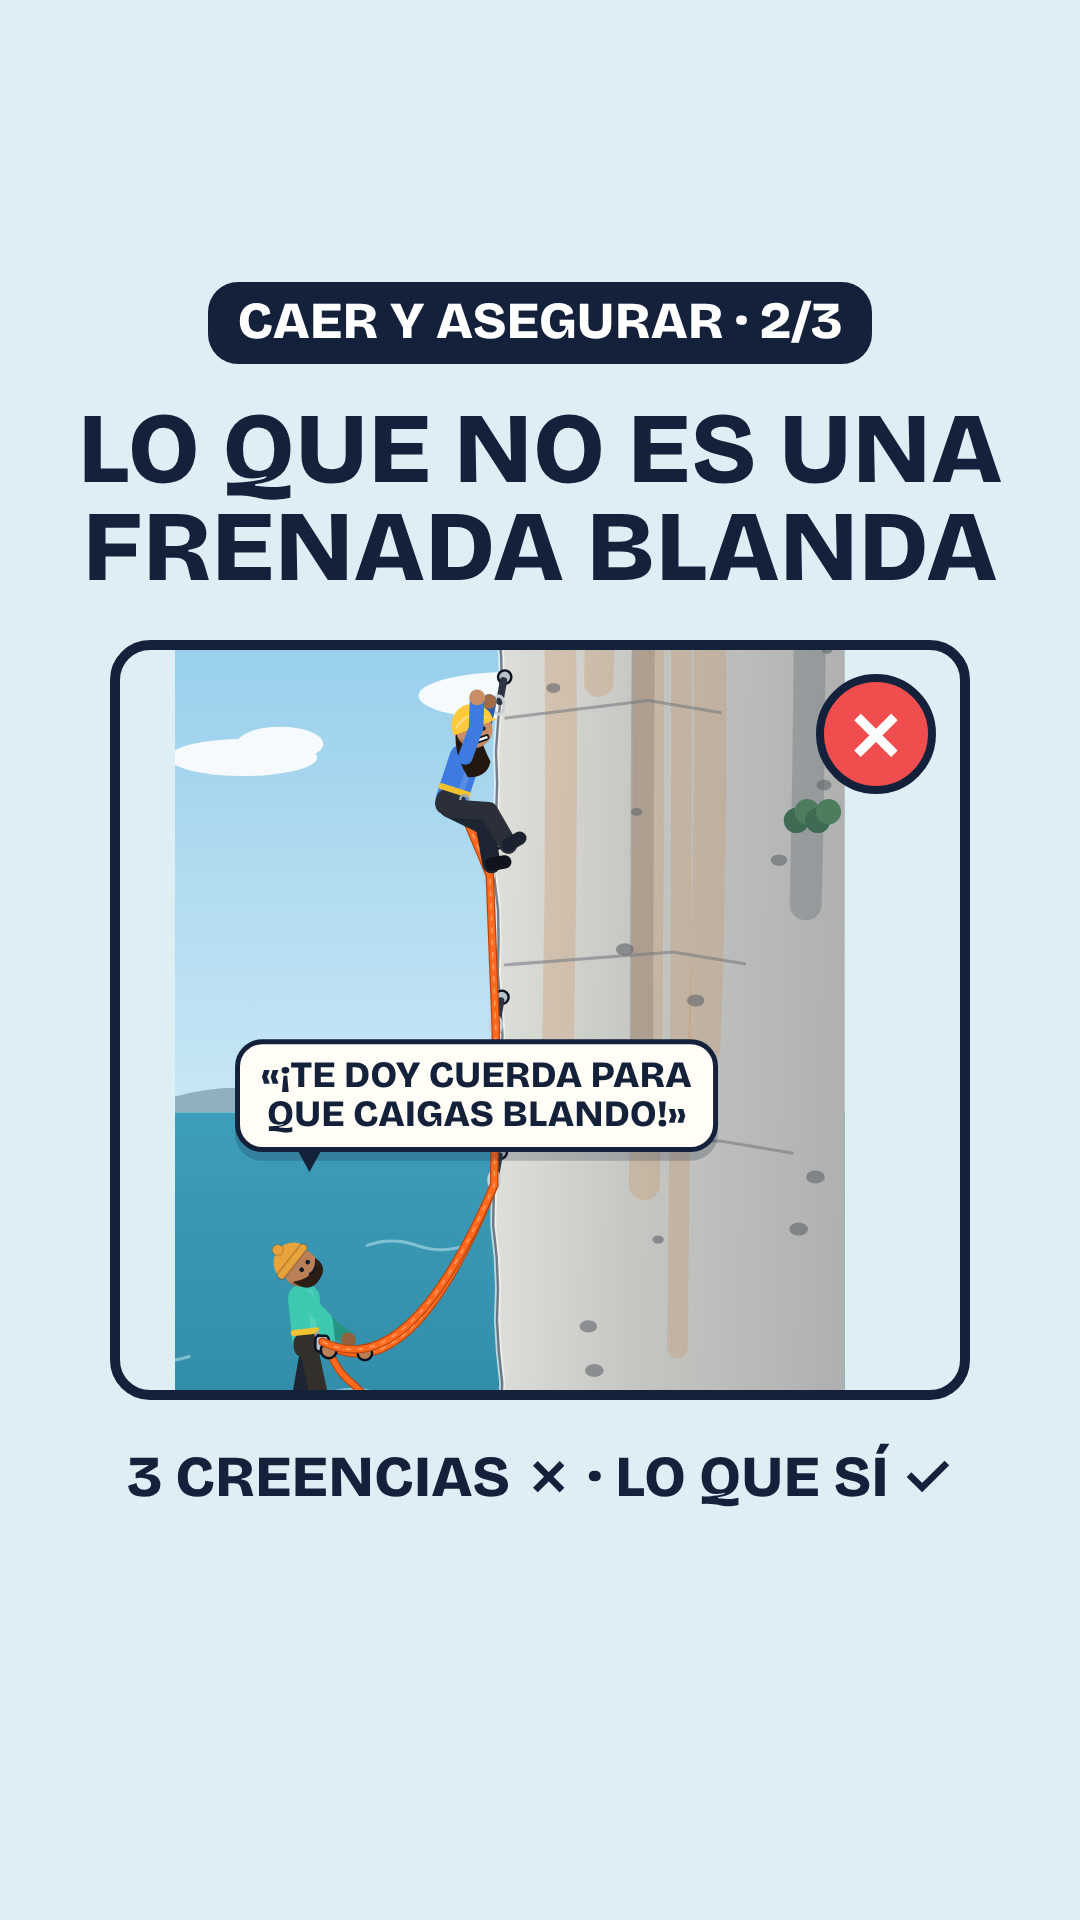 CAER Y ASEGURAR · 2/3
LO QUE NO ES UNA
FRENADA BLANDA
«¡TE DOY CUERDA PARA
QUE CAIGAS BLANDO!»
3 CREENCIAS ✕ · LO QUE SÍ ✓